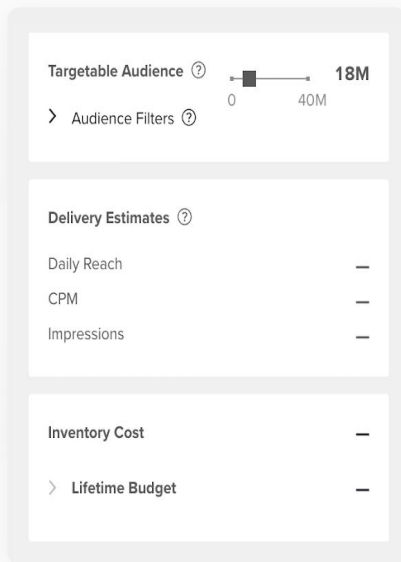 Targetable Audience ? 18M
0 40M
Audience Filters ?
Delivery Estimates ?
Daily Reach —
CPM —
Impressions —
Inventory Cost —
Lifetime Budget —